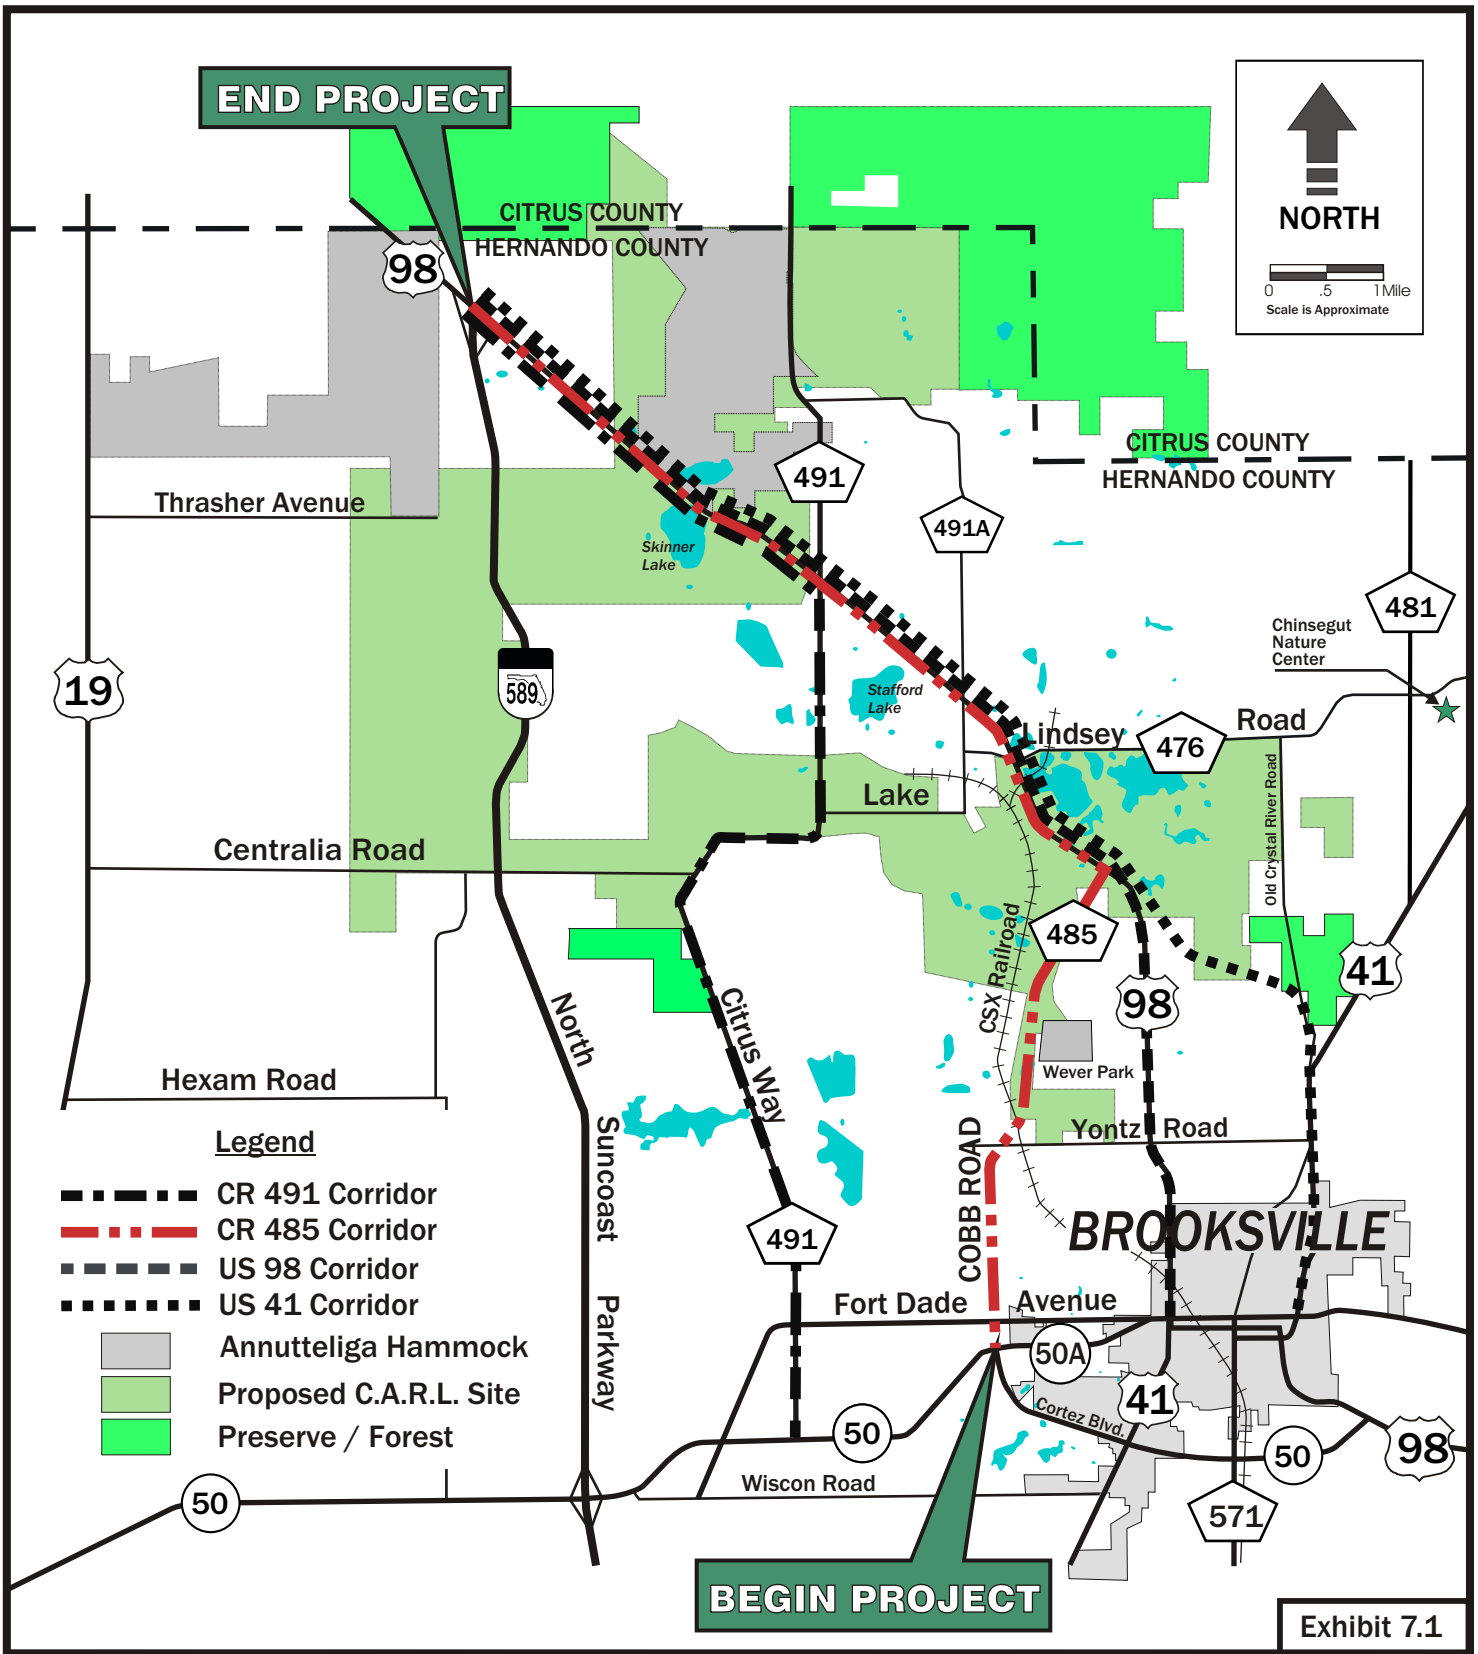 END PROJECT
NORTH
0 .5 1 Mile
Scale is Approximate
CITRUS COUNTY
HERNANDO COUNTY
98
CITRUS COUNTY
HERNANDO COUNTY
491
491A
Thrasher Avenue
Skinner
Lake
481
Chinsegut
Nature
Center
19
589
Stafford
Lake
Lindsey
476
Road
Old Crystal River Road
Lake
Centralia Road
485
CSX Railroad
41
98
North
Citrus Way
Wever Park
Hexam Road
Yontz Road
Suncoast
COBB ROAD
Legend
CR 491 Corridor
CR 485 Corridor
US 98 Corridor
US 41 Corridor
Annutteliga Hammock
Proposed C.A.R.L. Site
Preserve / Forest
BROOKSVILLE
491
Parkway
Fort Dade Avenue
50A
41
Cortez Blvd.
50
50
98
Wiscon Road
50
571
BEGIN PROJECT
Exhibit 7.1